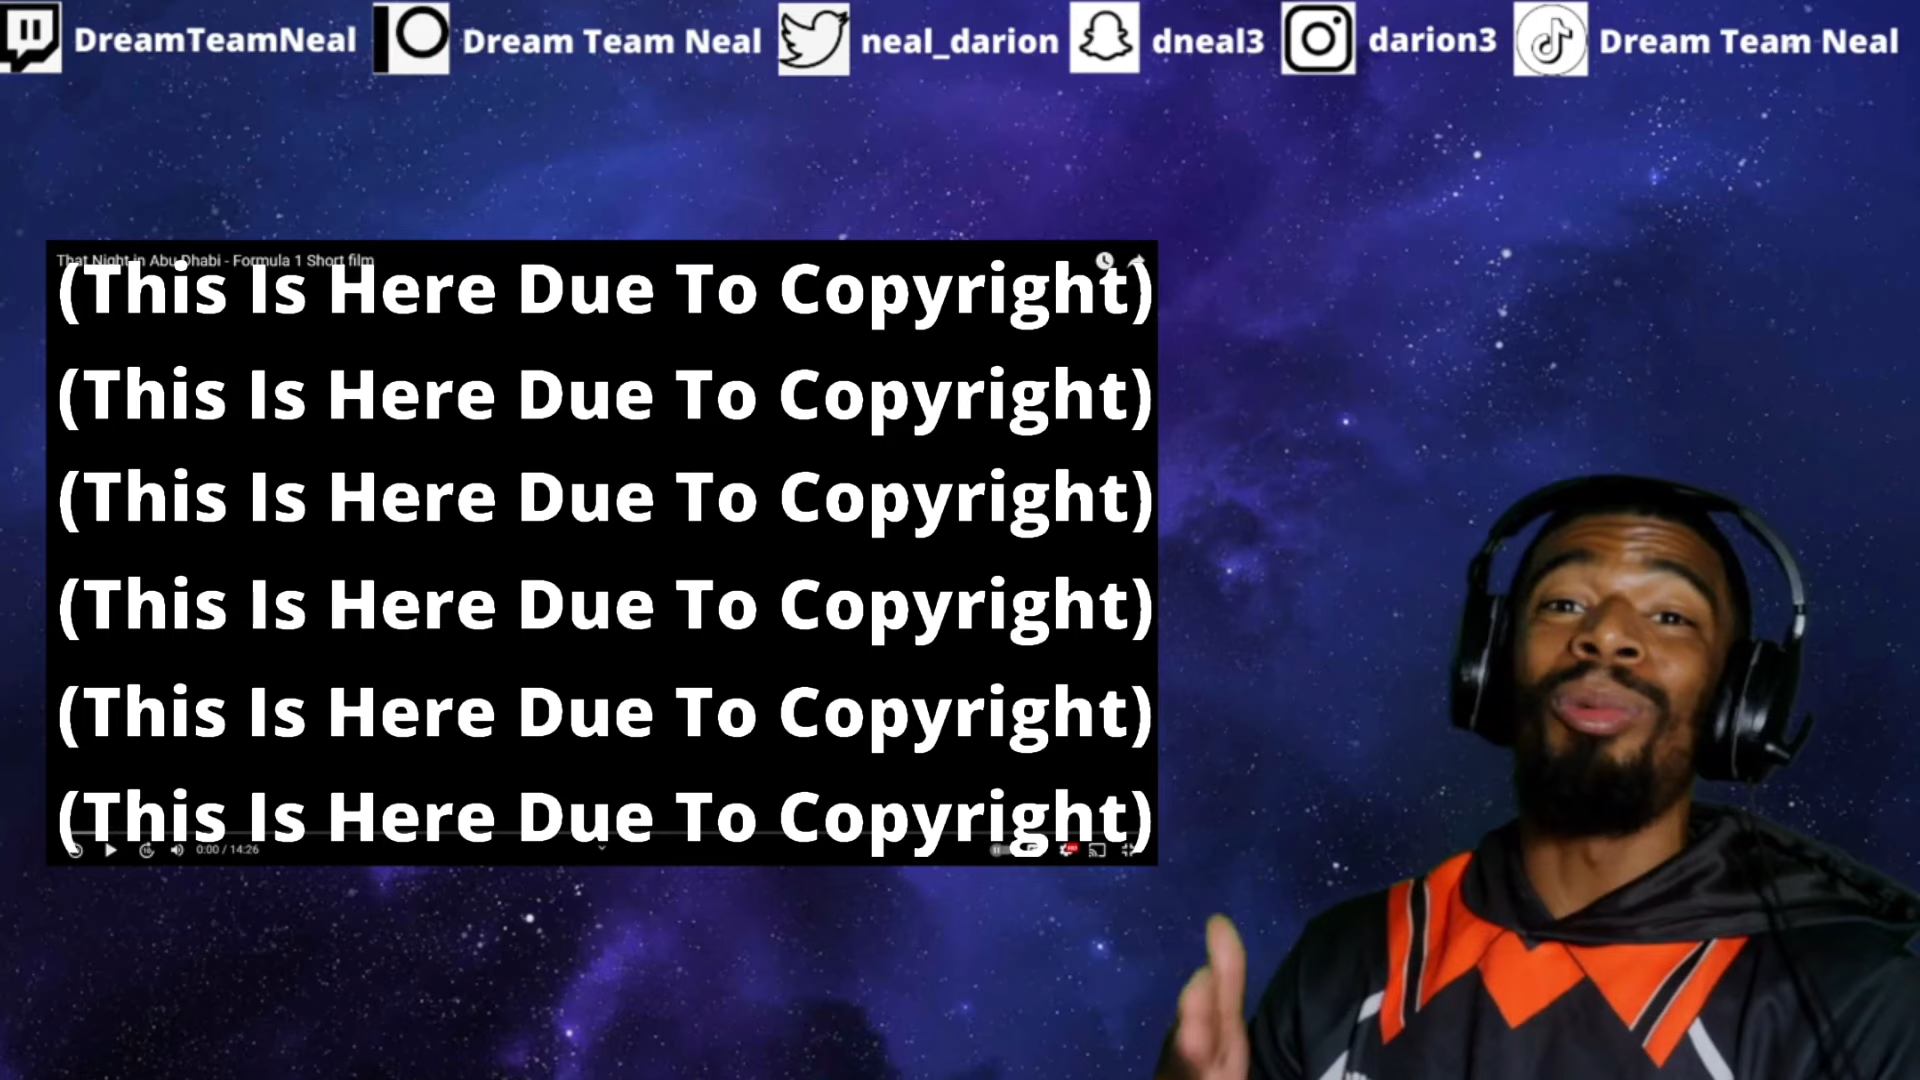 DreamTeamNeal Dream Team Neal neal_darion dneal3 darion3 Dream Team Neal
That Night in Abu Dhabi - Formula 1 Short film
(This Is Here Due To Copyright)
(This Is Here Due To Copyright)
(This Is Here Due To Copyright)
(This Is Here Due To Copyright)
(This Is Here Due To Copyright)
(This Is Here Due To Copyright)
0:00 / 14:26